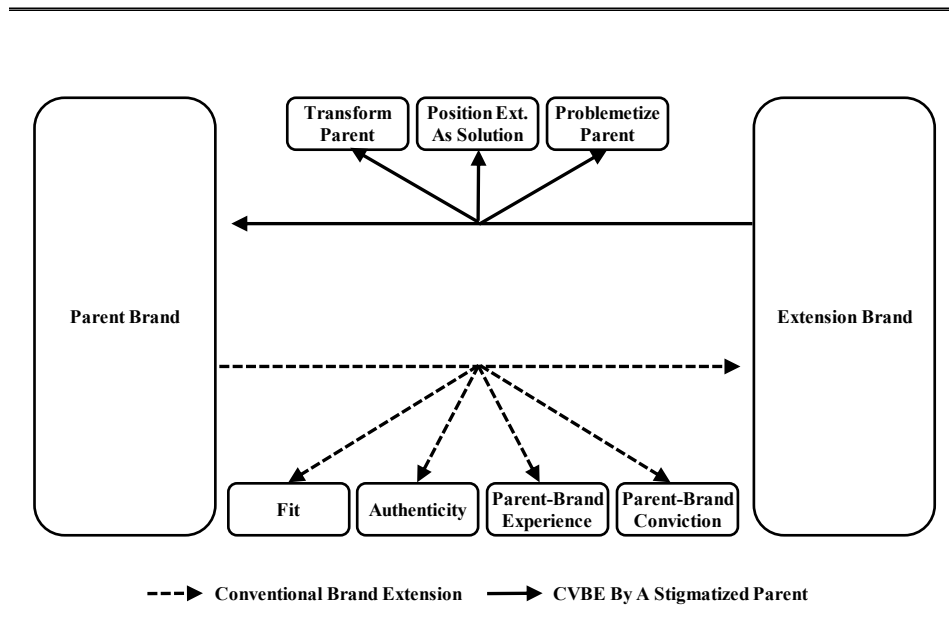 Transform
Parent
Position Ext.
As Solution
Problemetize
Parent
Parent Brand
Extension Brand
Fit
Authenticity
Parent-Brand
Experience
Parent-Brand
Conviction
Conventional Brand Extension
CVBE By A Stigmatized Parent